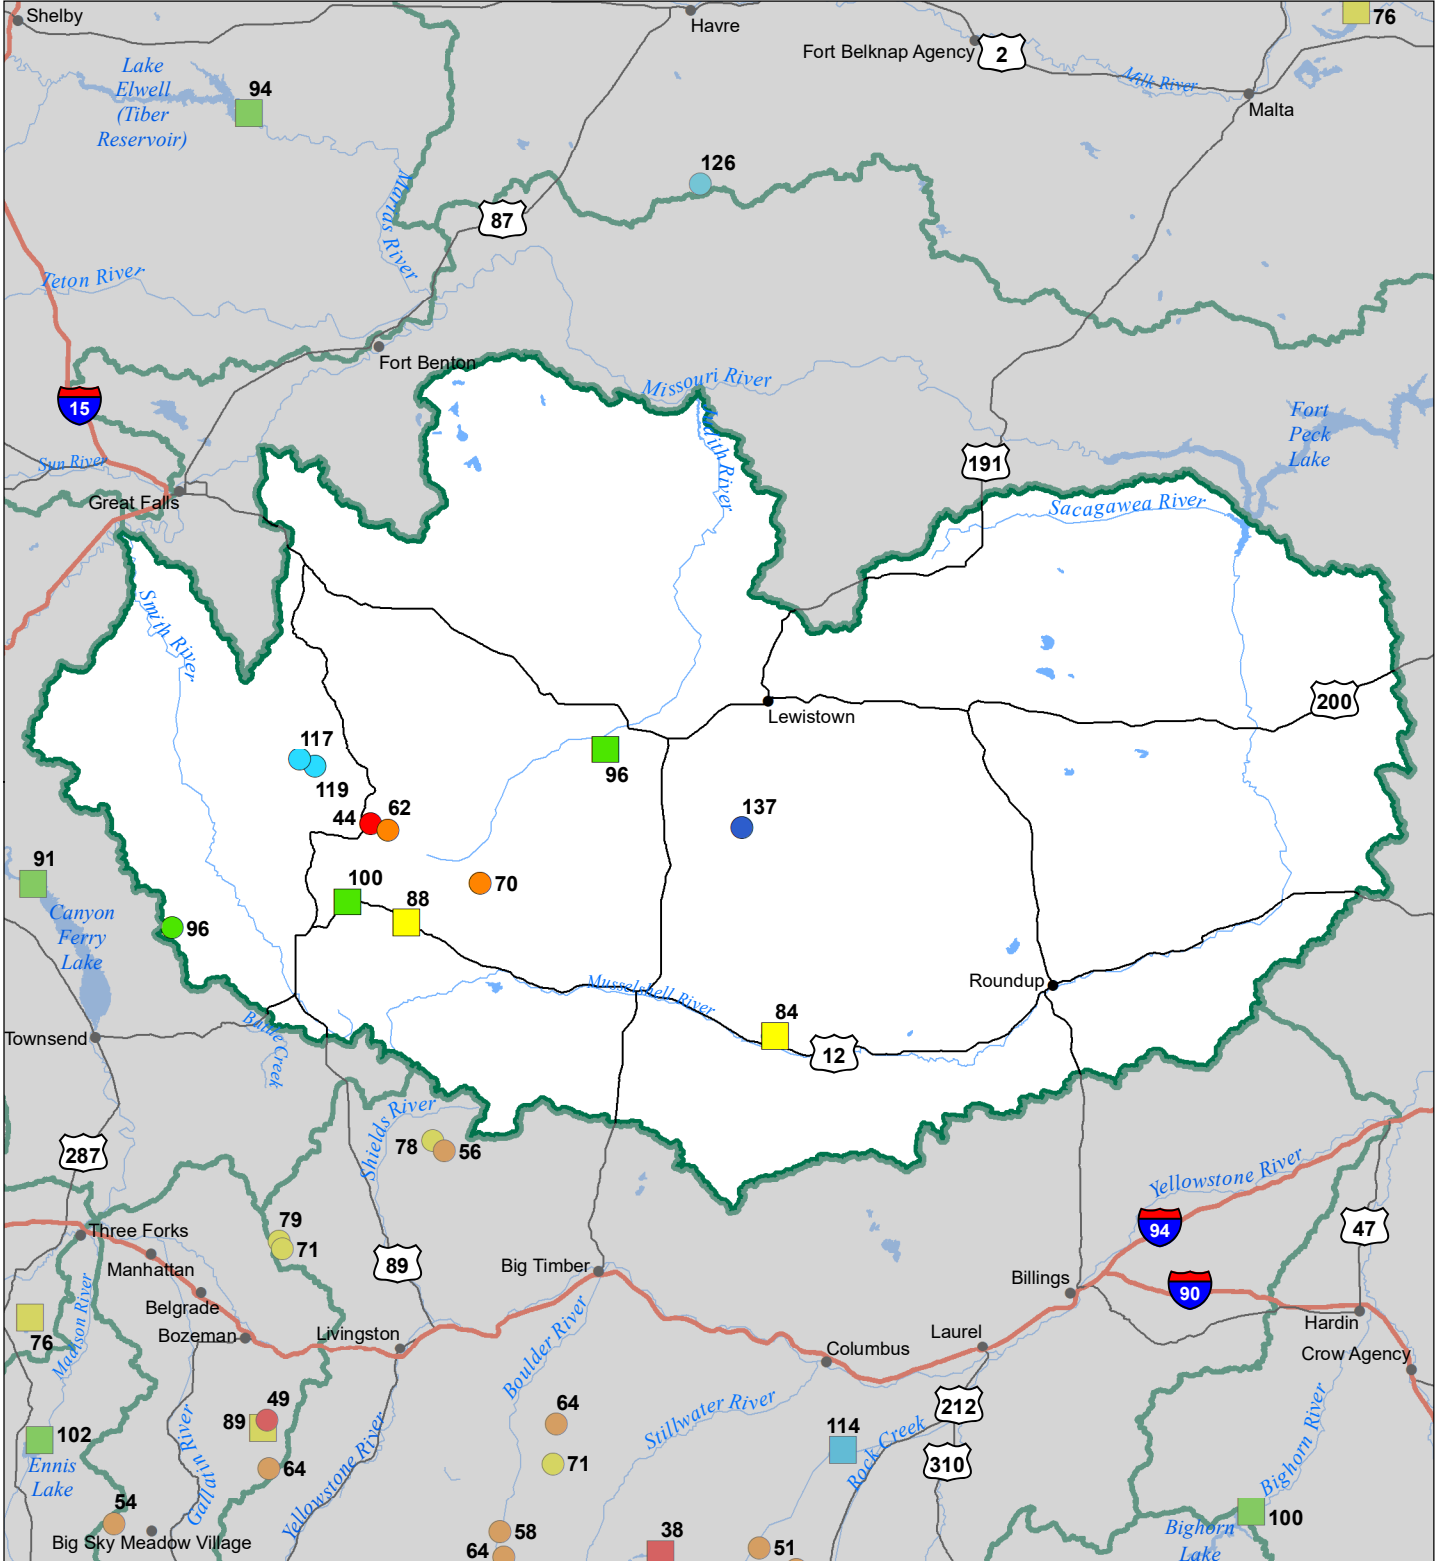 Shelby
Havre
Fort Belknap Agency
2
76
Lake
Elwell
(Tiber
Reservoir)
94
Milk River
Malta
126
Marias River
87
Teton River
Fort Benton
Missouri River
15
Judith River
Fort
Peck
Lake
Sun River
191
Great Falls
Sacagawea River
Smith River
200
Lewistown
117
96
119
44
62
137
91
100
70
88
Canyon
Ferry
Lake
96
Roundup
Musselshell River
84
12
Townsend
Battle Creek
Shields River
78
56
287
Yellowstone River
79
71
Three Forks
94
47
Manhattan
89
Big Timber
Billings
90
Belgrade
Madison River
76
Bozeman
Livingston
Boulder River
Laurel
Hardin
Columbus
Crow Agency
49
89
64
212
102
Stillwater River
114
Rock Creek
Ennis
Lake
Gallatin River
64
Yellowstone River
71
310
Bighorn River
54
Big Sky Meadow Village
58
64
38
51
100
Bighorn
Lake